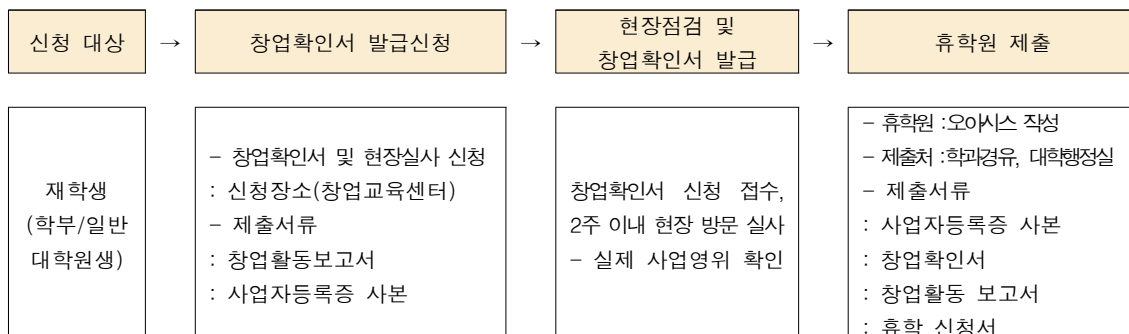 신청 대상
→
창업확인서 발급신청
→
현장점검 및
창업확인서 발급
→
휴학원 제출
재학생
(학부/일반
대학원생)
– 창업확인서 및 현장실사 신청
: 신청장소(창업교육센터)
– 제출서류
: 창업활동보고서
: 사업자등록증 사본
창업확인서 신청 접수,
2주 이내 현장 방문 실사
– 실제 사업영위 확인
– 휴학원 :오아시스 작성
– 제출처 :학과경유, 대학행정실
– 제출서류
: 사업자등록증 사본
: 창업확인서
: 창업활동 보고서
: 휴학 신청서